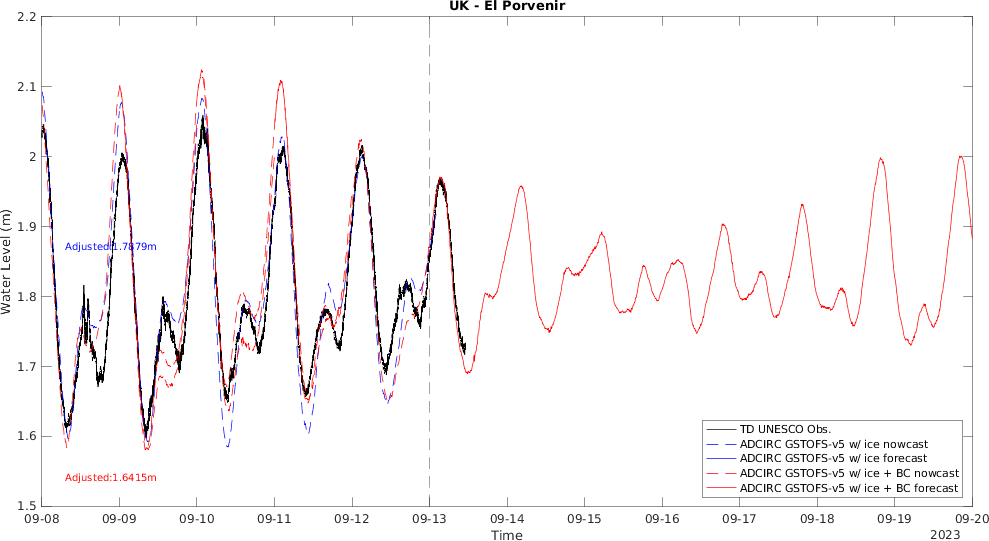 UK - El Porvenir
2.2
2.1
2
1.9
1.8
1.7
1.6
1.5
Water Level (m)
Adjusted:1.7879m
Adjusted:1.6415m
TD UNESCO Obs.
ADCIRC GSTOFS-v5 w/ ice nowcast
ADCIRC GSTOFS-v5 w/ ice forecast
ADCIRC GSTOFS-v5 w/ ice + BC nowcast
ADCIRC GSTOFS-v5 w/ ice + BC forecast
09-08 09-09 09-10 09-11 09-12 09-13 09-14 09-15 09-16 09-17 09-18 09-19 09-20
Time
2023